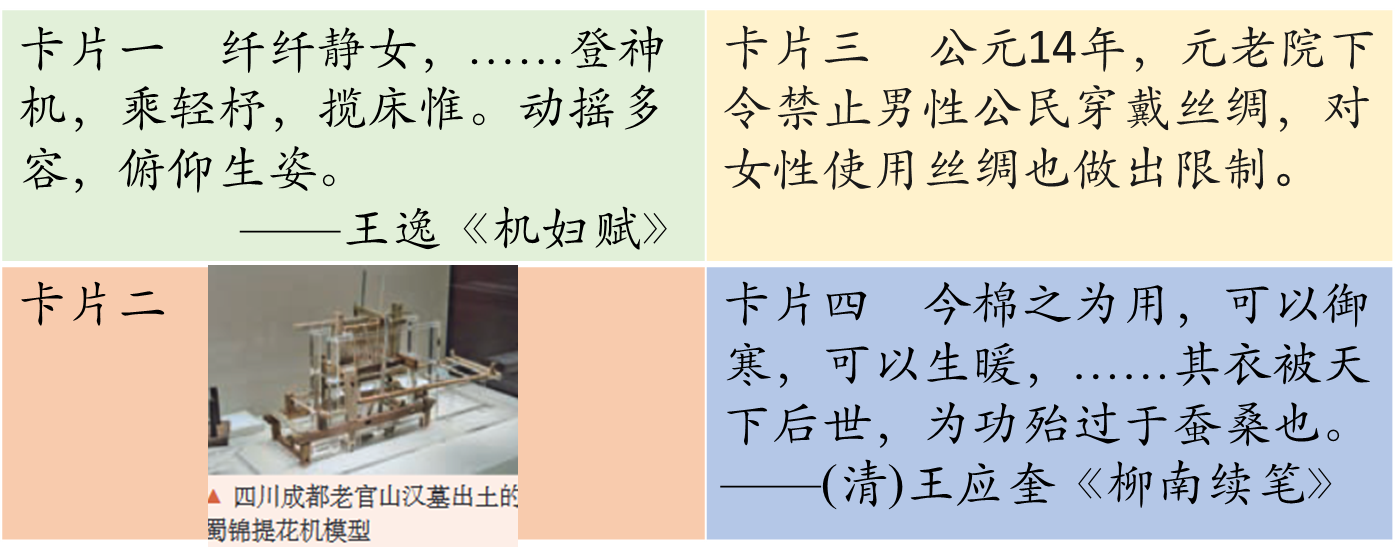 卡片一 纤纤静女，……登神
机，乘轻杼，揽床惟。动摇多
容，俯仰生姿。
——王逸《机妇赋》
卡片二
▲ 四川成都老官山汉墓出土的
蜀锦提花机模型
卡片三 公元14年，元老院下
令禁止男性公民穿戴丝绸，对
女性使用丝绸也做出限制。
卡片四 今棉之为用，可以御
寒，可以生暖，……其衣被天
下后世，为功殆过于蚕桑也。
——(清)王应奎《柳南续笔》